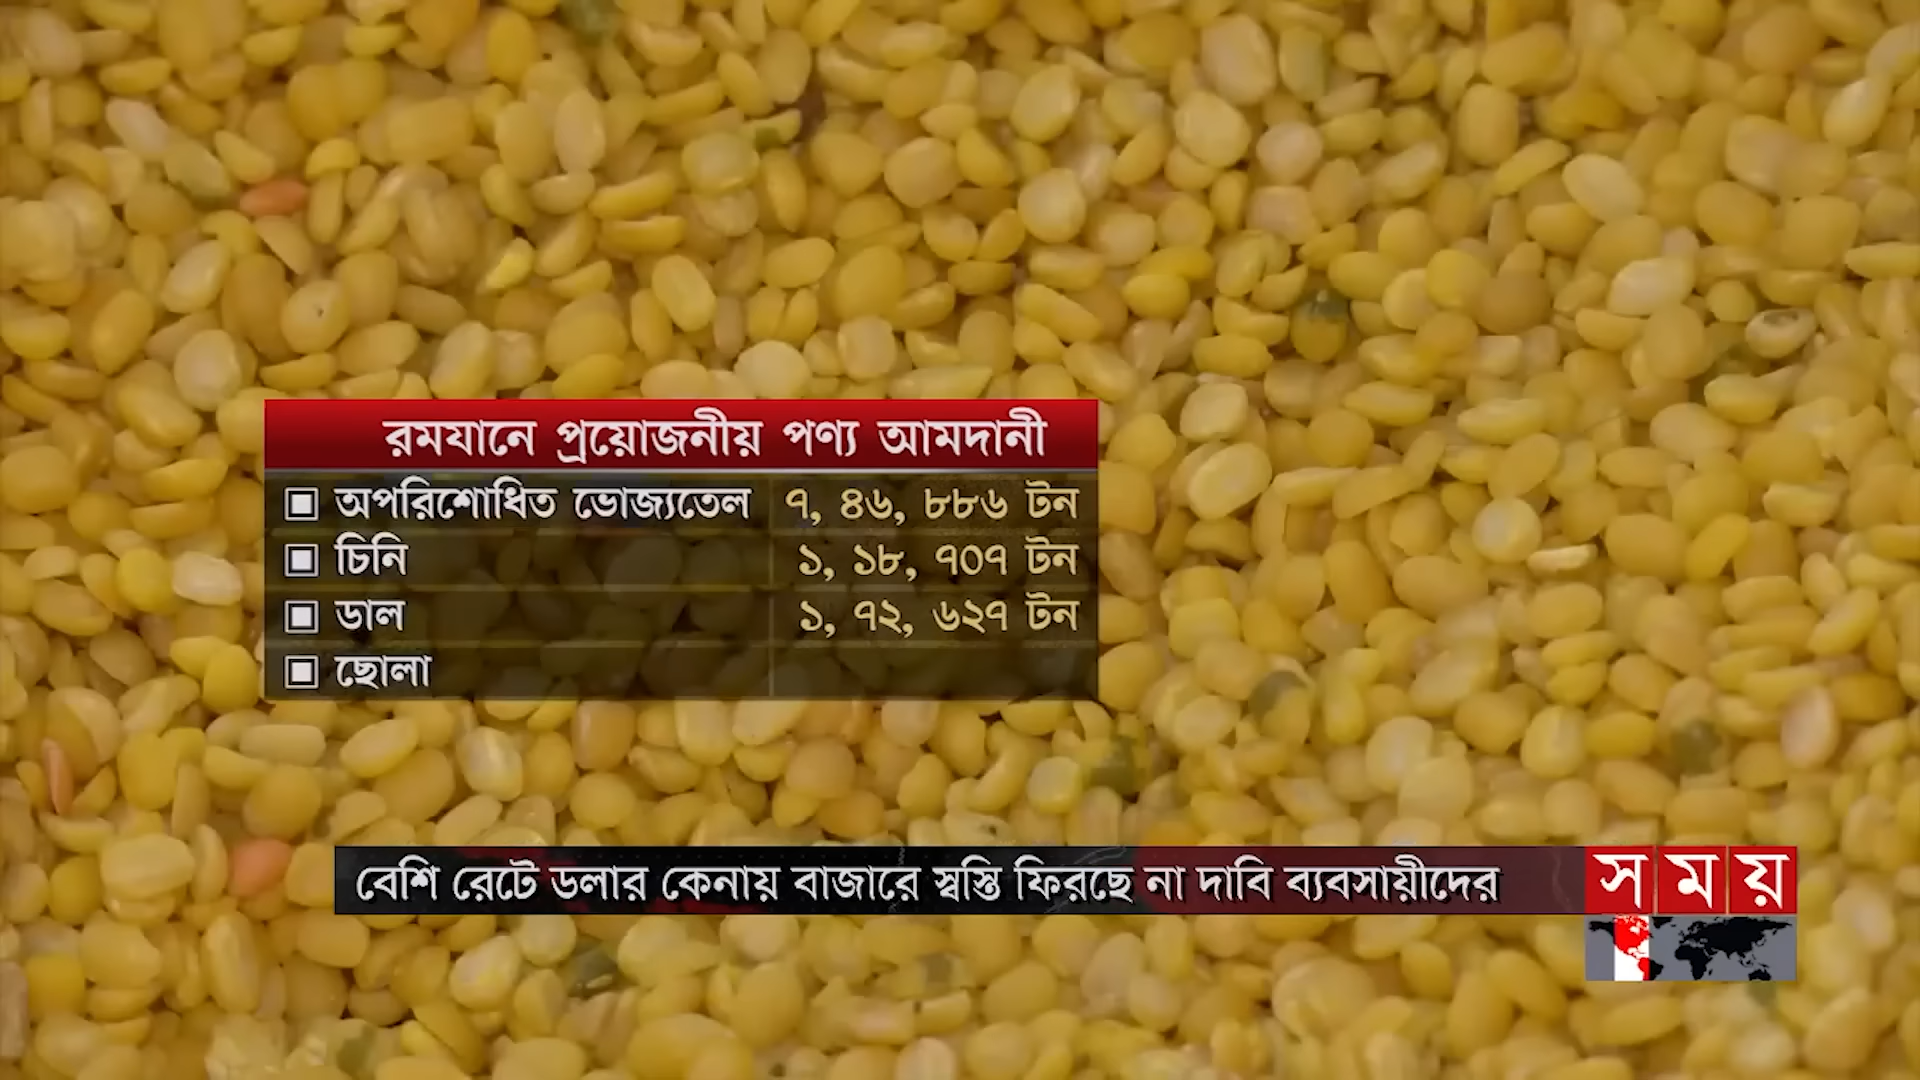 রমযানে প্রয়োজনীয় পণ্য আমদানী
অপরিশোধিত ভোজ্যতেল ৭, ৪৬, ৮৮৬ টন
চিনি ১, ১৮, ৭০৭ টন
ডাল ১, ৭২, ৬২৭ টন
ছোলা
বেশি রেটে ডলার কেনায় বাজারে স্বস্তি ফিরছে না দাবি ব্যবসায়ীদের
সময়